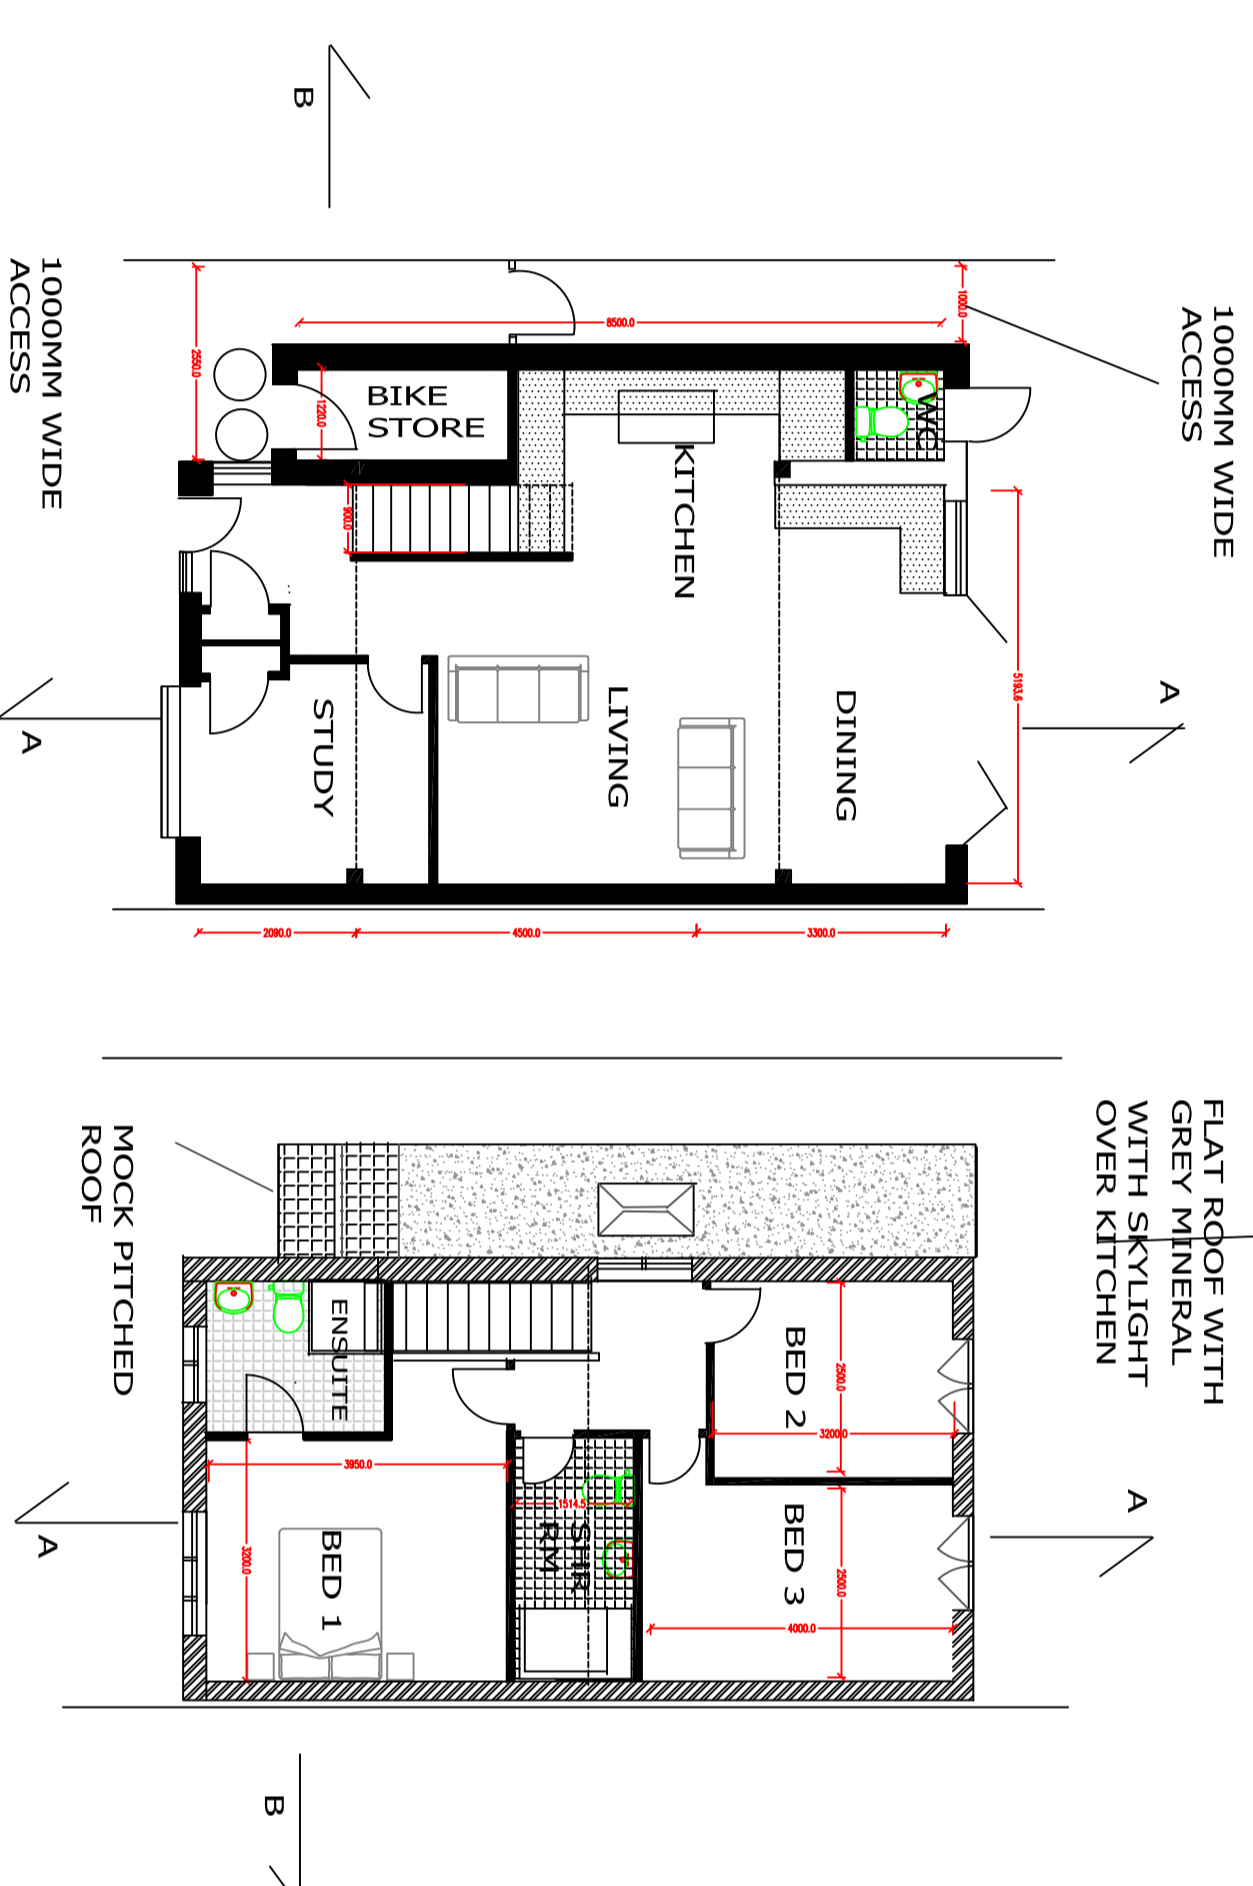 B
1000MM WIDE
ACCESS
1000MM WIDE
ACCESS
1000.0
2550.0
8500.0
1220.0
BIKE
STORE
WC
KITCHEN
900.0
5193.6
A
A
DINING
LIVING
STUDY
2090.0
4500.0
3300.0
FLAT ROOF WITH
GREY MINERAL
WITH SKYLIGHT
OVER KITCHEN
MOCK PITCHED
ROOF
ENSUITE
BED 2
2500.0
3200.0
3950.0
3200.0
BED 1
1514.5
SHR
RM
BED 3
2500.0
4000.0
A
A
B